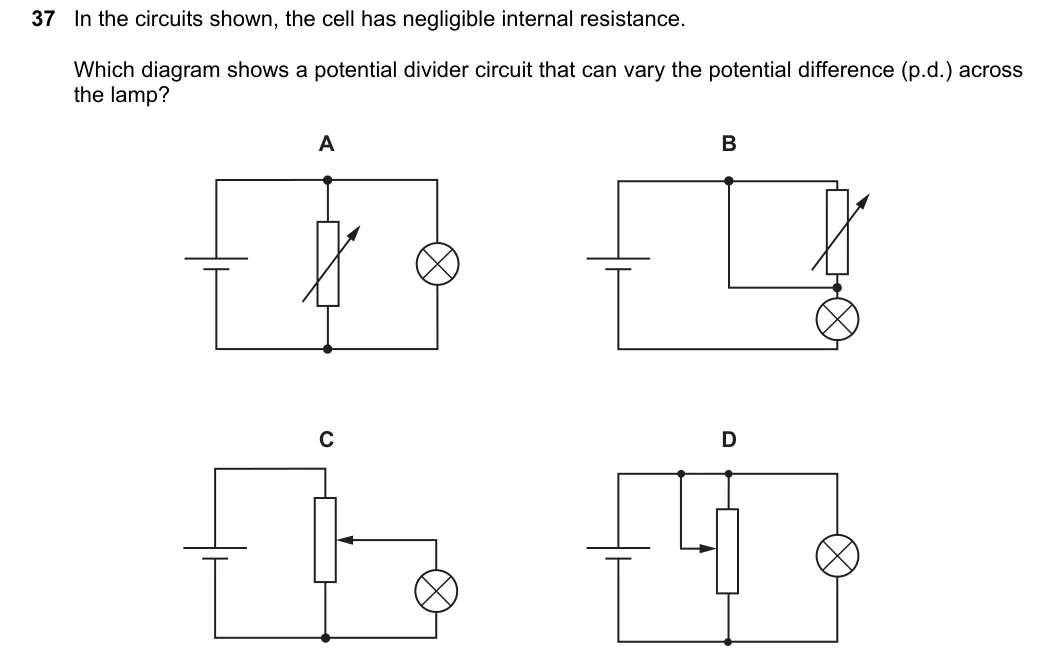 37 In the circuits shown, the cell has negligible internal resistance.
Which diagram shows a potential divider circuit that can vary the potential difference (p.d.) across
the lamp?
A
B
C
D